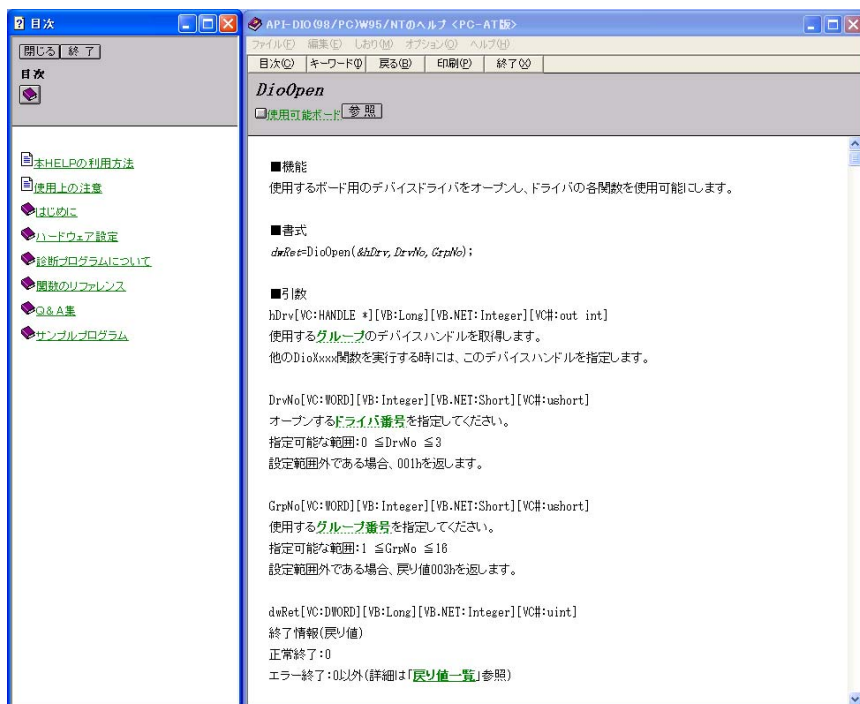 目次
閉じる 終 了
目次
本HELPの利用方法
使用上の注意
はじめに
ハードウェア設定
診断プログラムについて
関数のリファレンス
Q&A集
サンプルプログラム
API-DIO(98/PC)W95/NTのヘルプ <PC-AT版>
ファイル(F) 編集(E) しおり(M) オプション(O) ヘルプ(H)
目次(C) キーワード(I) 戻る(B) 印刷(P) 終了(X)
DioOpen
使用可能ボード 参 照
■機能
使用するボード用のデバイスドライバをオープンし、ドライバの各関数を使用可能にします。
■書式
dwRet=DioOpen(&hDrv, DrvNo, GrpNo);
■引数
hDrv[VC:HANDLE *][VB:Long][VB.NET:Integer][VC#:out int]
使用するグループのデバイスハンドルを取得します。
他のDioXxxx関数を実行する時には、このデバイスハンドルを指定します。
DrvNo[VC:WORD][VB:Integer][VB.NET:Short][VC#:ushort]
オープンするドライバ番号を指定してください。
指定可能な範囲:0 ≦DrvNo ≦3
設定範囲外である場合、001hを返します。
GrpNo[VC:WORD][VB:Integer][VB.NET:Short][VC#:ushort]
使用するグループ番号を指定してください。
指定可能な範囲:1 ≦GrpNo ≦16
設定範囲外である場合、戻り値003hを返します。
dwRet[VC:DWORD][VB:Long][VB.NET:Integer][VC#:uint]
終了情報(戻り値)
正常終了:0
エラー終了:0以外(詳細は「戻り値一覧」参照)